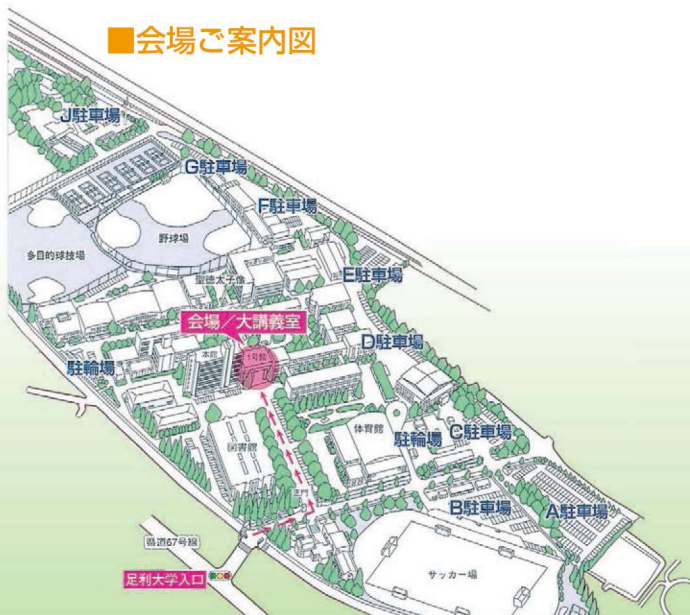 ■会場ご案内図
J駐車場
G駐車場
F駐車場
野球場
多目的球技場
聖徳太子像
E駐車場
会場／大講義室
D駐車場
本館
1号館
駐輪場
体育館
駐輪場
C駐車場
図書館
正門
B駐車場
A駐車場
県道67号線
サッカー場
足利大学入口